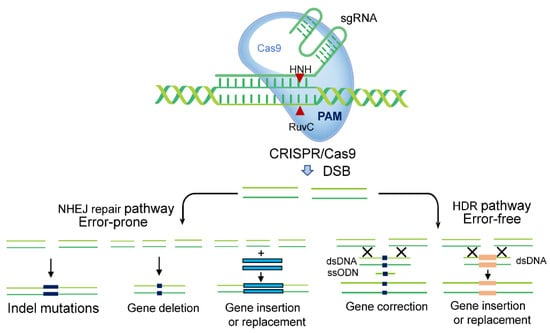 sgRNA
Cas9
HNH
PAM
RuvC
CRISPR/Cas9
DSB
NHEJ repair pathway
Error-prone
HDR pathway
Error-free
+
dsDNA
ssODN
dsDNA
Indel mutations
Gene deletion
Gene insertion
or replacement
Gene correction
Gene insertion
or replacement